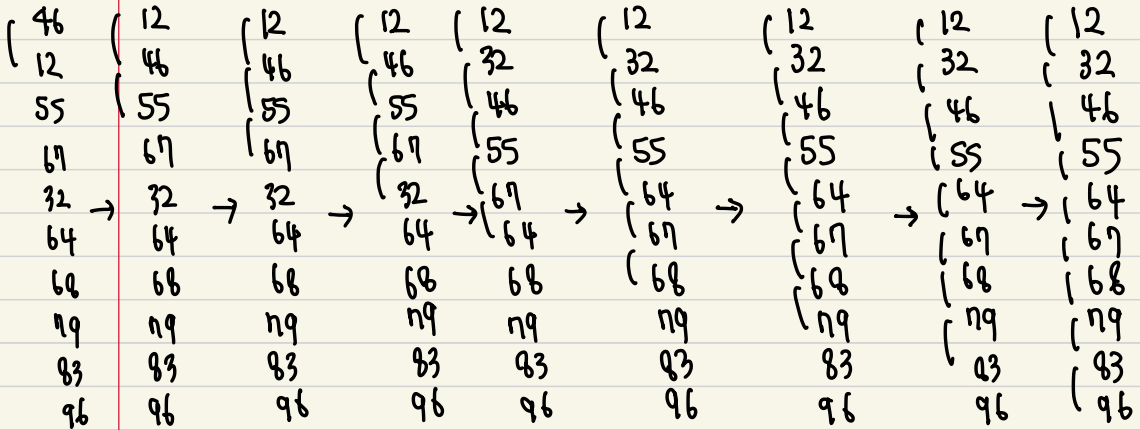 46 12 12 12 12 12 12 12 12
12 46 46 46 32 32 32 32 32
55 55 55 55 46 46 46 46 46
67 67 67 67 55 55 55 55 55
32 → 32 → 32 → 32 → 67 → 64 → 64 → 64 → 64
64 64 64 64 64 67 67 67 67
68 68 68 68 68 68 68 68 68
79 79 79 79 79 79 79 79 79
83 83 83 83 83 83 83 83 83
96 96 96 96 96 96 96 96 96